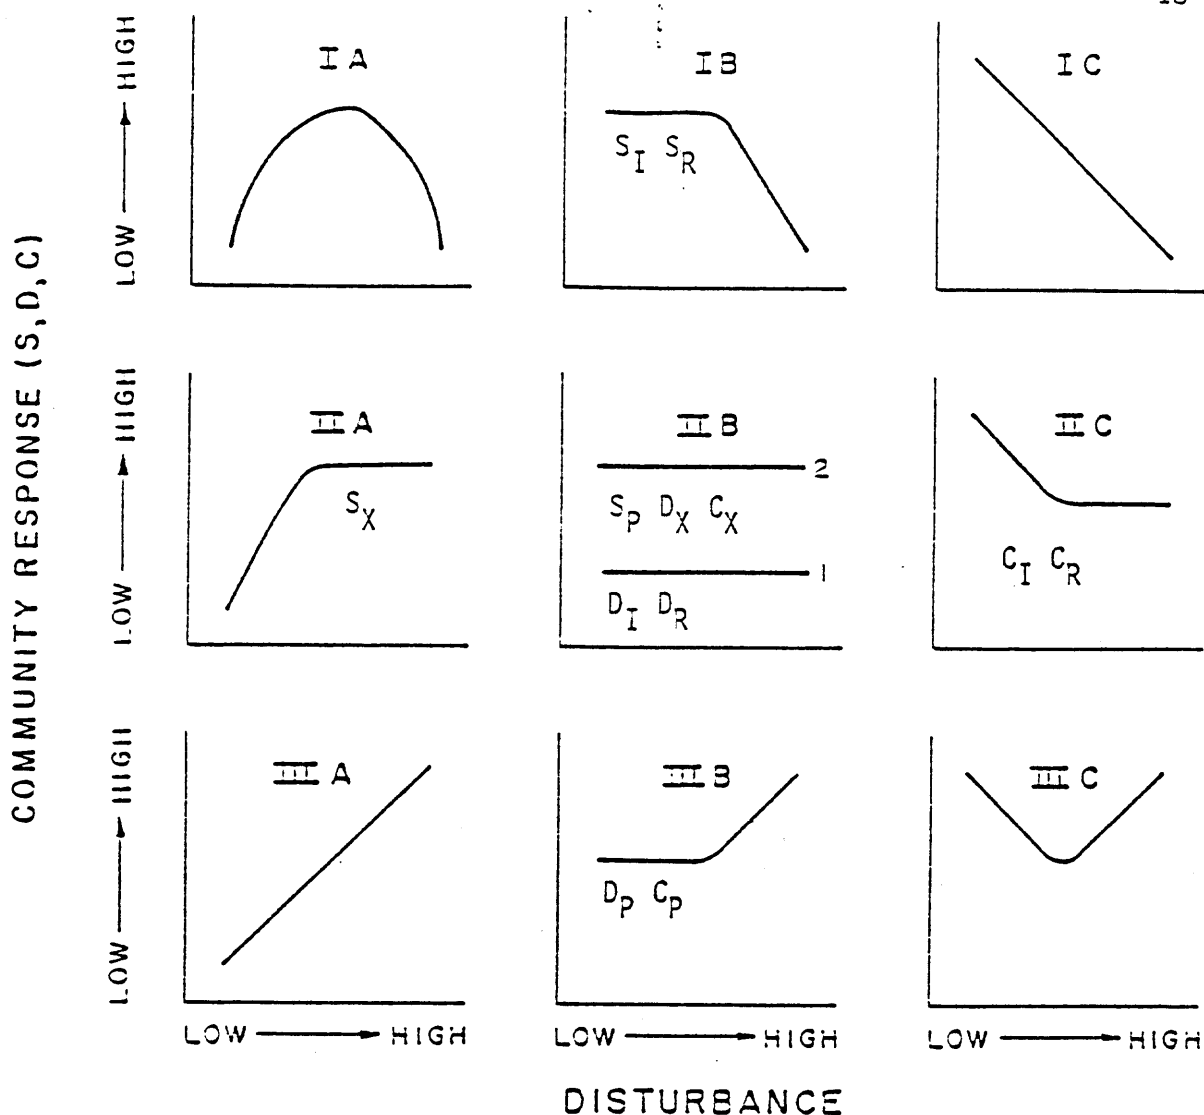 I A
I B
I C
S_I S_R
II A
II B
II C
S_X
2
S_P D_X C_X
1
D_I D_R
C_I C_R
III A
III B
III C
D_P C_P
COMMUNITY RESPONSE (S, D, C)
LOW → HIGH
LOW → HIGH
LOW → HIGH
LOW → HIGH
LOW → HIGH
LOW → HIGH
DISTURBANCE